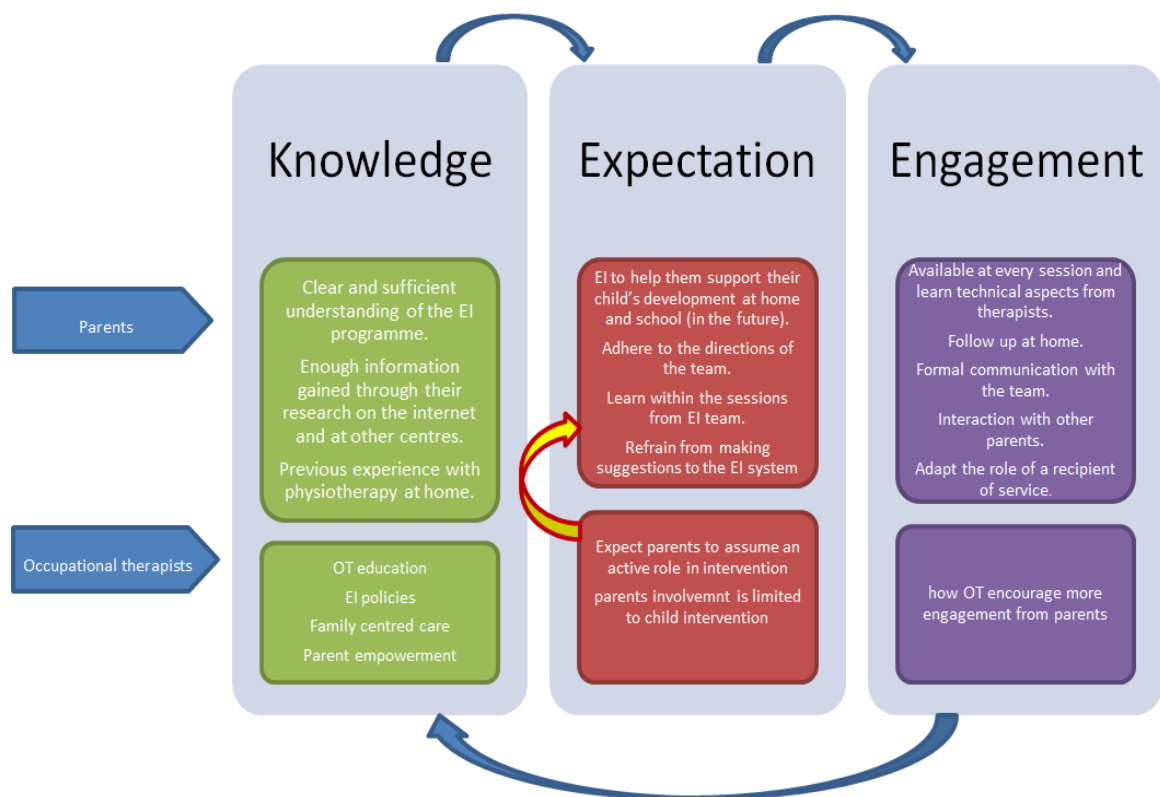 Knowledge
Expectation
Engagement
Parents
Clear and sufficient
understanding of the EI
programme.
Enough information
gained through their
research on the internet
and at other centres.
Previous experience with
physiotherapy at home.
EI to help them support their
child's development at home
and school (in the future).
Adhere to the directions of
the team.
Learn within the sessions
from EI team.
Refrain from making
suggestions to the EI system
Available at every session and
learn technical aspects from
therapists.
Follow up at home.
Formal communication with
the team.
Interaction with other
parents.
Adapt the role of a recipient
of service.
Occupational therapists
OT education
EI policies
Family centred care
Parent empowerment
Expect parents to assume an
active role in intervention
parents involvemnt is limited
to child intervention
how OT encourage more
engagement from parents